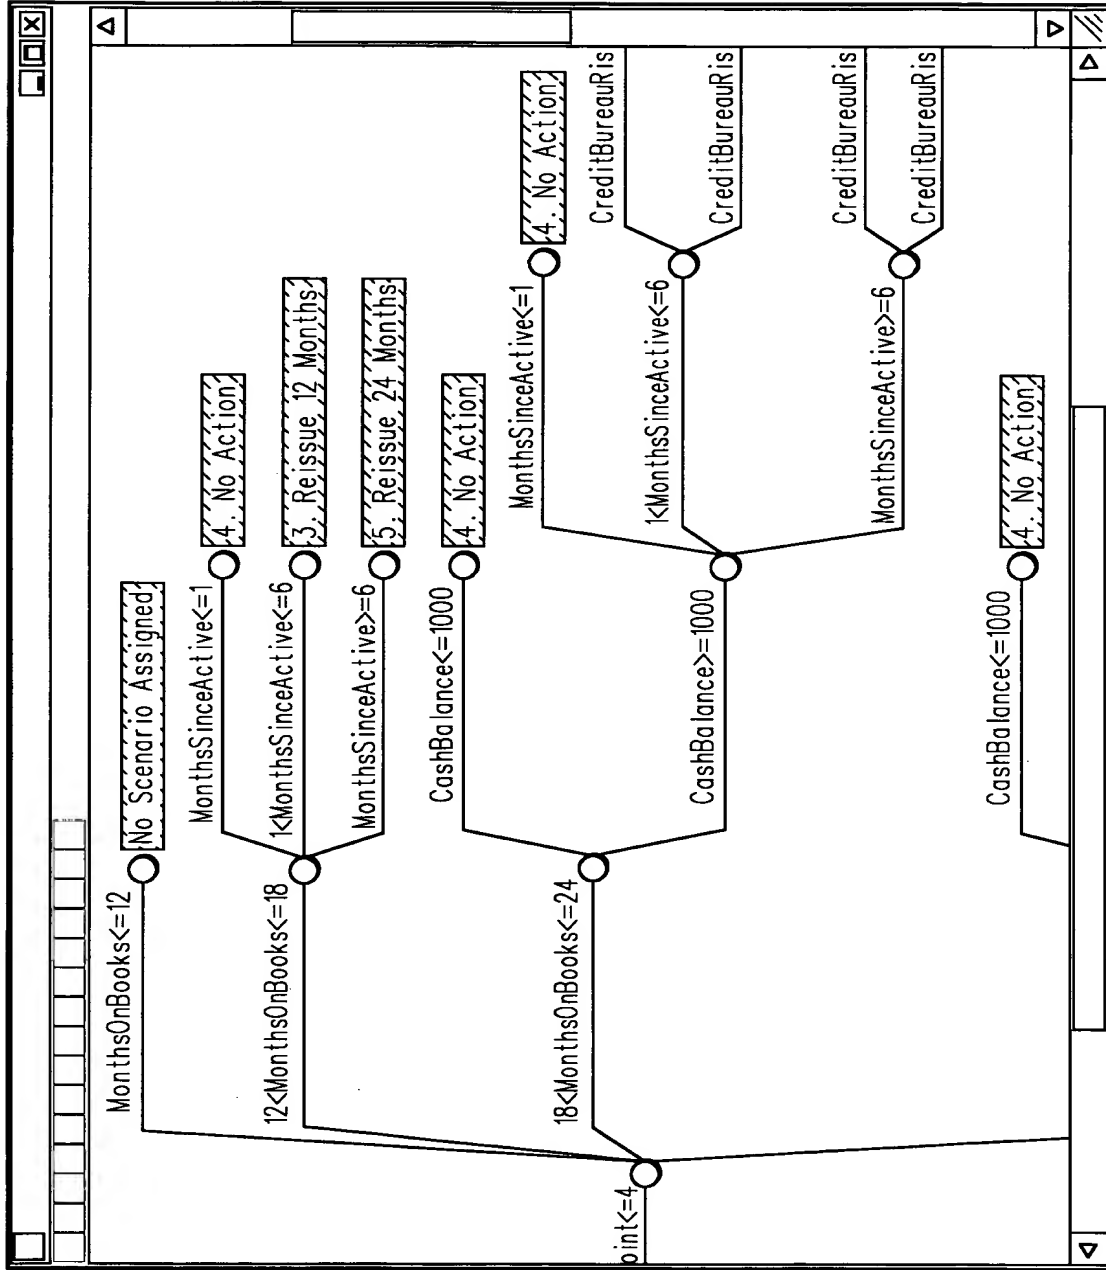 MonthsOnBooks<=12
No Scenario Assigned
MonthsSinceActive<=1
4. No Action
12<MonthsOnBooks<=18
1<MonthsSinceActive<=6
3. Reissue 12 Months
MonthsSinceActive>=6
5. Reissue 24 Months
CashBalance<=1000
4. No Action
MonthsSinceActive<=1
4. No Action
18<MonthsOnBooks<=24
CreditBureauRis
oint<=4
1<MonthsSinceActive<=6
CashBalance>=1000
CreditBureauRis
CreditBureauRis
MonthsSinceActive>=6
CreditBureauRis
CashBalance<=1000
4. No Action